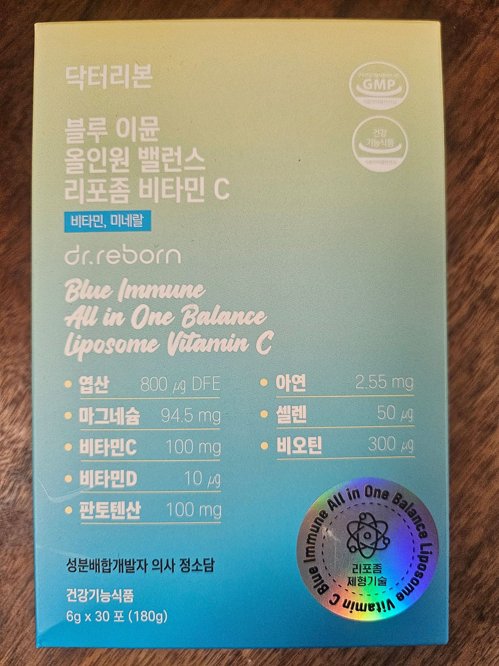 닥터리본
GMP
건강
기능식품
블루 이뮨
올인원 밸런스
리포좀 비타민 C
비타민, 미네랄
dr.reborn
Blue Immune
All in One Balance
Liposome Vitamin C
엽산 800 ㎍ DFE
마그네슘 94.5 mg
비타민C 100 mg
비타민D 10 ㎍
판토텐산 100 mg
아연 2.55 mg
셀렌 50 ㎍
비오틴 300 ㎍
Blue Immune All in One Balance Liposome Vitamin C
리포좀
제형기술
성분배합개발자 의사 정소담
건강기능식품
6g x 30 포 (180g)